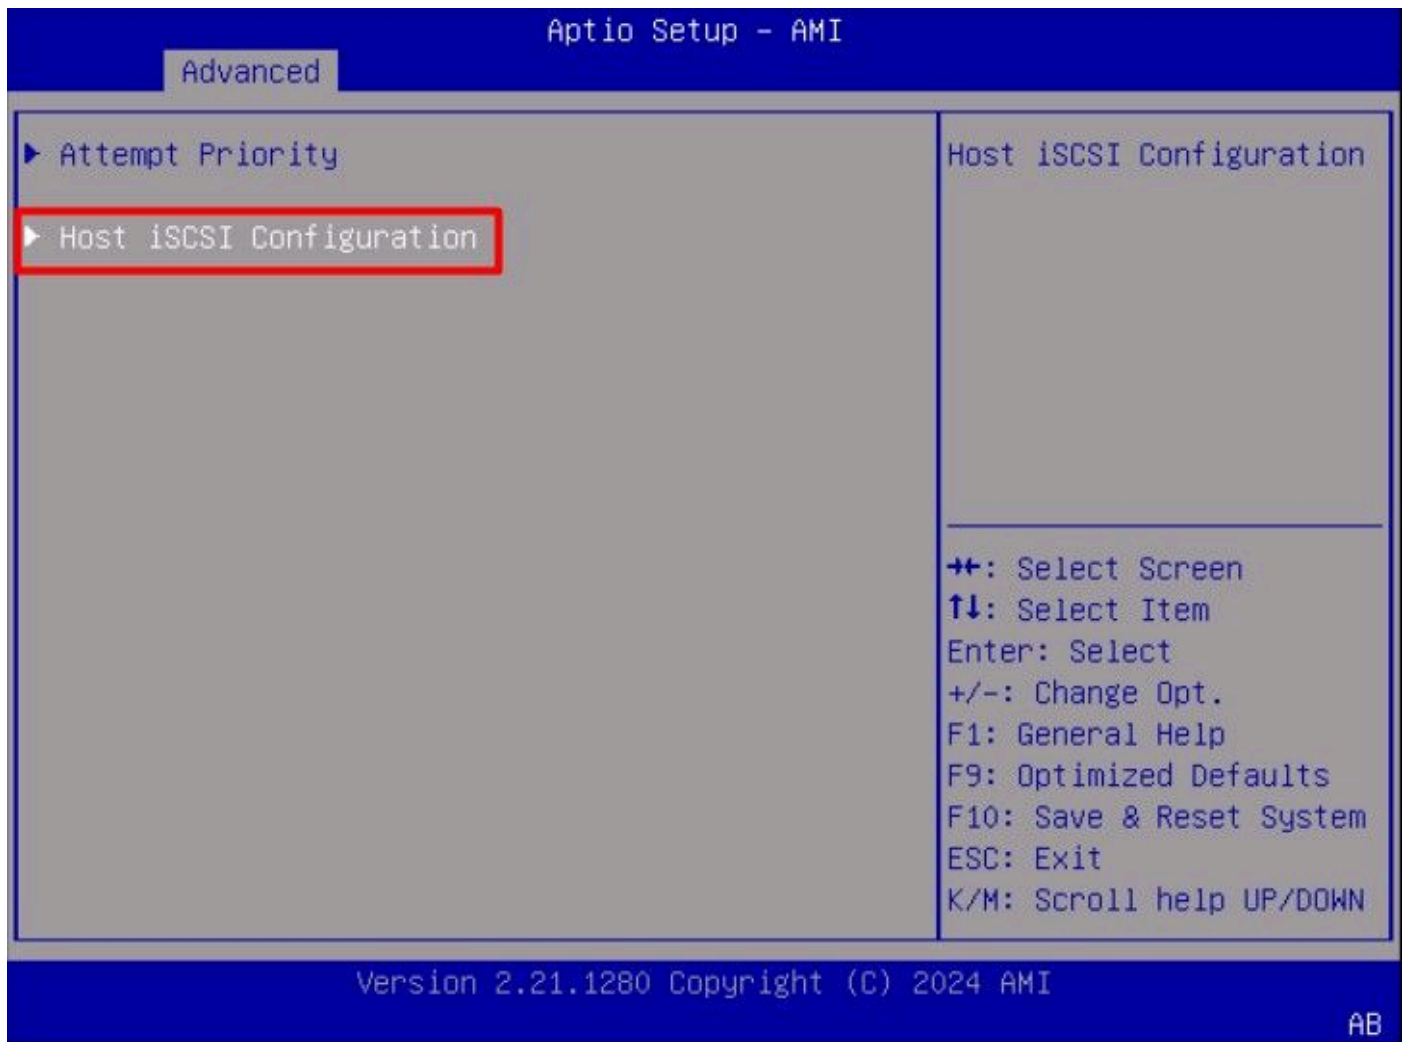 Aptio Setup – AMI
Advanced
Attempt Priority
Host iSCSI Configuration
Host iSCSI Configuration
→←: Select Screen
↑↓: Select Item
Enter: Select
+/-: Change Opt.
F1: General Help
F9: Optimized Defaults
F10: Save & Reset System
ESC: Exit
K/M: Scroll help UP/DOWN
Version 2.21.1280 Copyright (C) 2024 AMI
AB